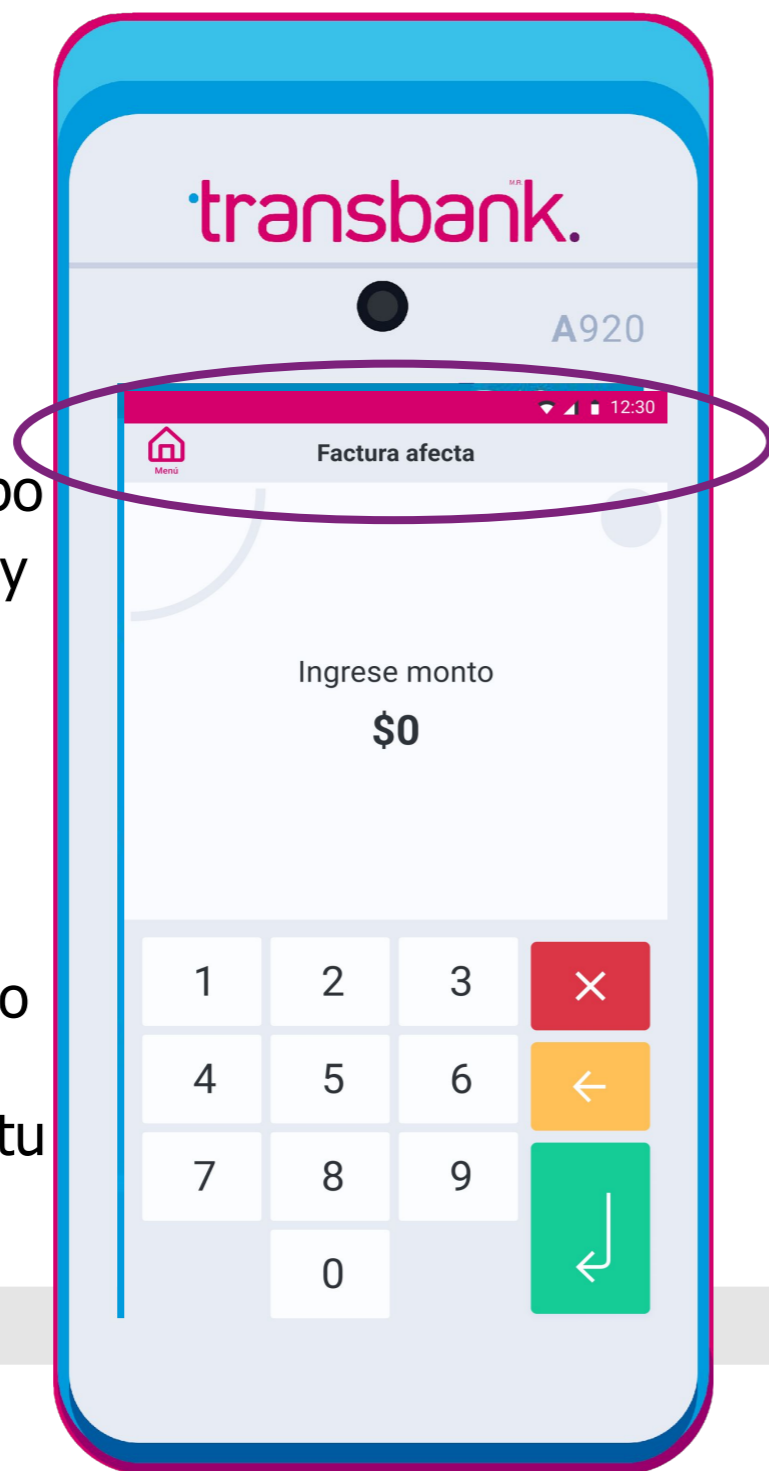 transbank.
M.R.
A920
12:30
Menú
Factura afecta
po
y
Ingrese monto
$0
1 2 3
o
4 5 6
tu
7 8 9
0